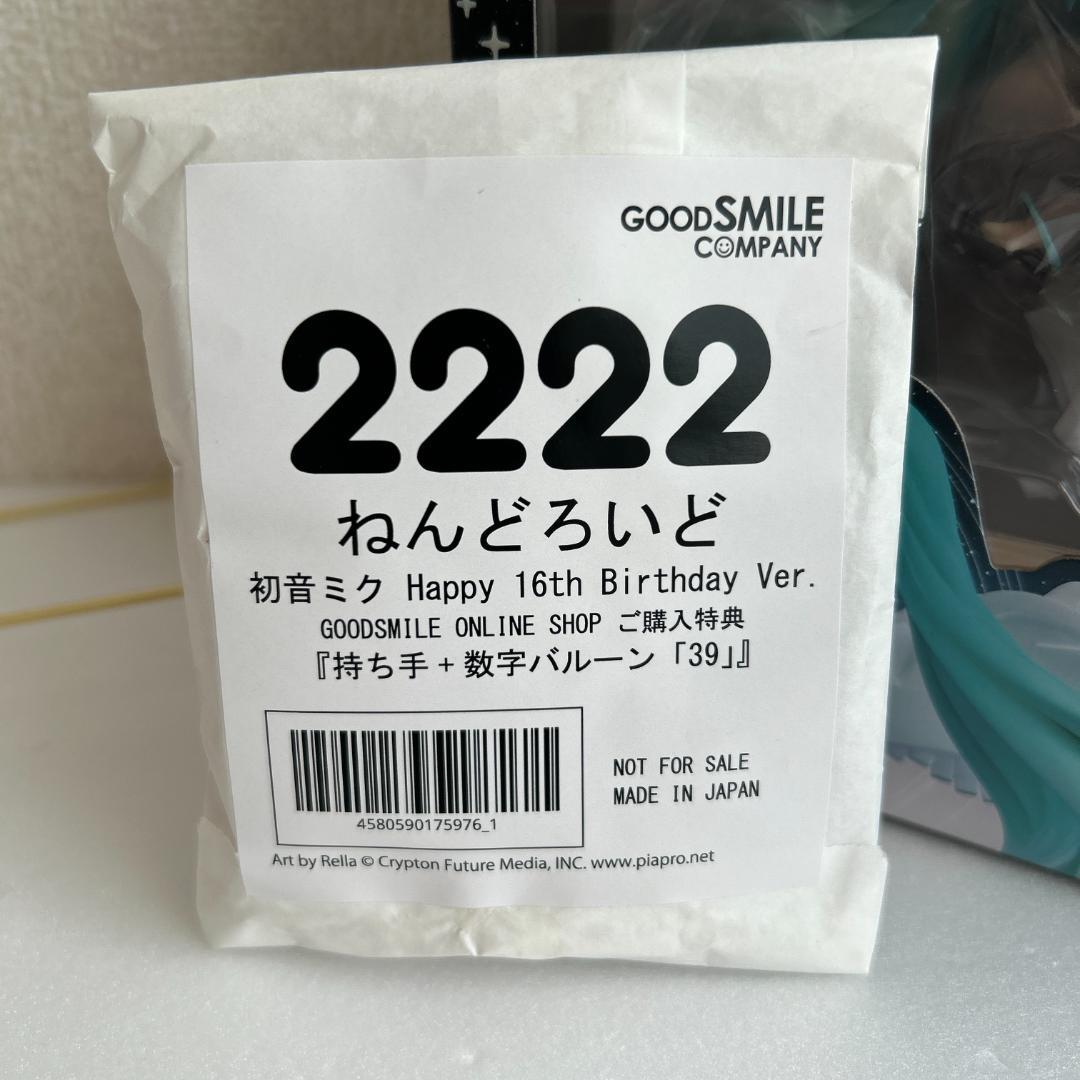 GOODSMILE
COMPANY
2222
ねんどろいど
初音ミク Happy 16th Birthday Ver.
GOODSMILE ONLINE SHOP ご購入特典
『持ち手+数字バルーン「39」』
4580590175976_1
NOT FOR SALE
MADE IN JAPAN
Art by Rella © Crypton Future Media, INC. www.piapro.net